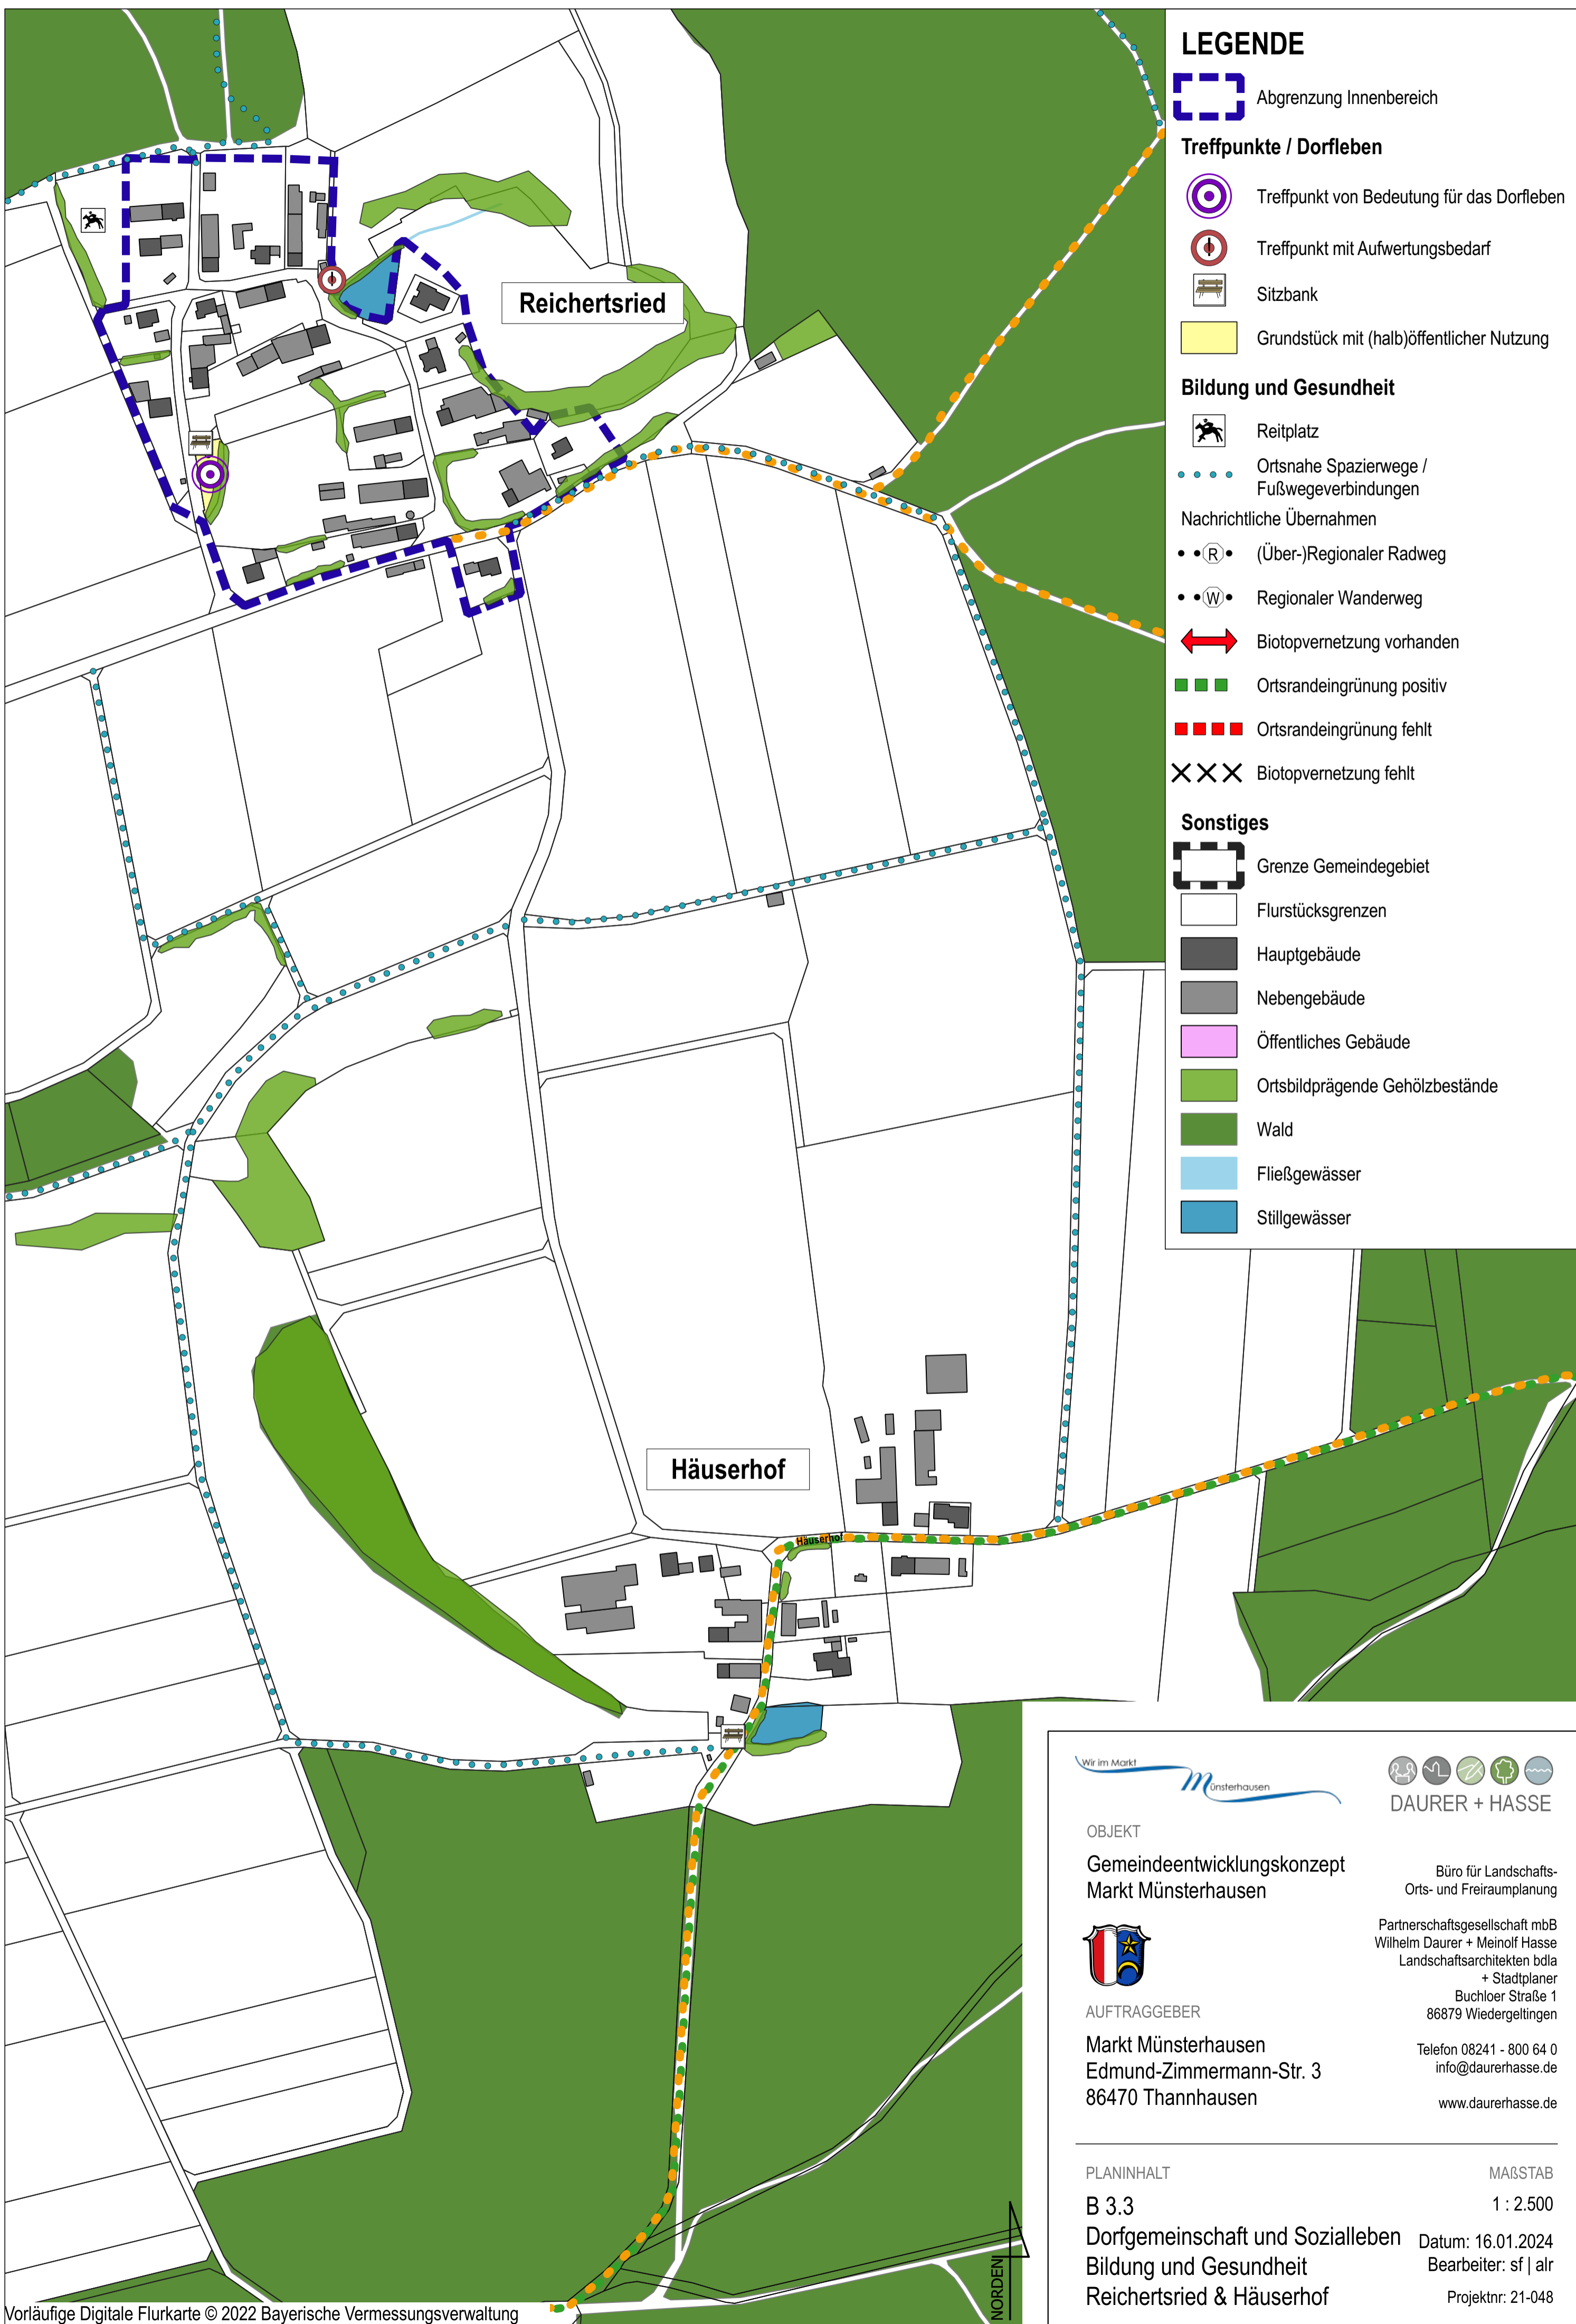 LEGENDE
Abgrenzung Innenbereich
Treffpunkte / Dorfleben
Treffpunkt von Bedeutung für das Dorfleben
Treffpunkt mit Aufwertungsbedarf
Sitzbank
Grundstück mit (halb)öffentlicher Nutzung
Bildung und Gesundheit
Reitplatz
Ortsnahe Spazierwege /
Fußwegeverbindungen
Nachrichtliche Übernahmen
R (Über-)Regionaler Radweg
W Regionaler Wanderweg
Biotopvernetzung vorhanden
Ortsrandeingrünung positiv
Ortsrandeingrünung fehlt
Biotopvernetzung fehlt
Sonstiges
Grenze Gemeindegebiet
Flurstücksgrenzen
Hauptgebäude
Nebengebäude
Öffentliches Gebäude
Ortsbildprägende Gehölzbestände
Wald
Fließgewässer
Stillgewässer
Reichertsried
Häuserhof
Häuserhof
Wir im Markt
Münsterhausen
DAURER + HASSE
OBJEKT
Gemeindeentwicklungskonzept
Markt Münsterhausen
Büro für Landschafts-
Orts- und Freiraumplanung
Partnerschaftsgesellschaft mbB
Wilhelm Daurer + Meinolf Hasse
Landschaftsarchitekten bdla
+ Stadtplaner
Buchloer Straße 1
86879 Wiedergeltingen
Telefon 08241 - 800 64 0
info@daurerhasse.de
www.daurerhasse.de
AUFTRAGGEBER
Markt Münsterhausen
Edmund-Zimmermann-Str. 3
86470 Thannhausen
PLANINHALT
B 3.3
Dorfgemeinschaft und Sozialleben
Bildung und Gesundheit
Reichertsried & Häuserhof
MAßSTAB
1 : 2.500
Datum: 16.01.2024
Bearbeiter: sf | alr
Projektnr: 21-048
NORDEN
Vorläufige Digitale Flurkarte © 2022 Bayerische Vermessungsverwaltung